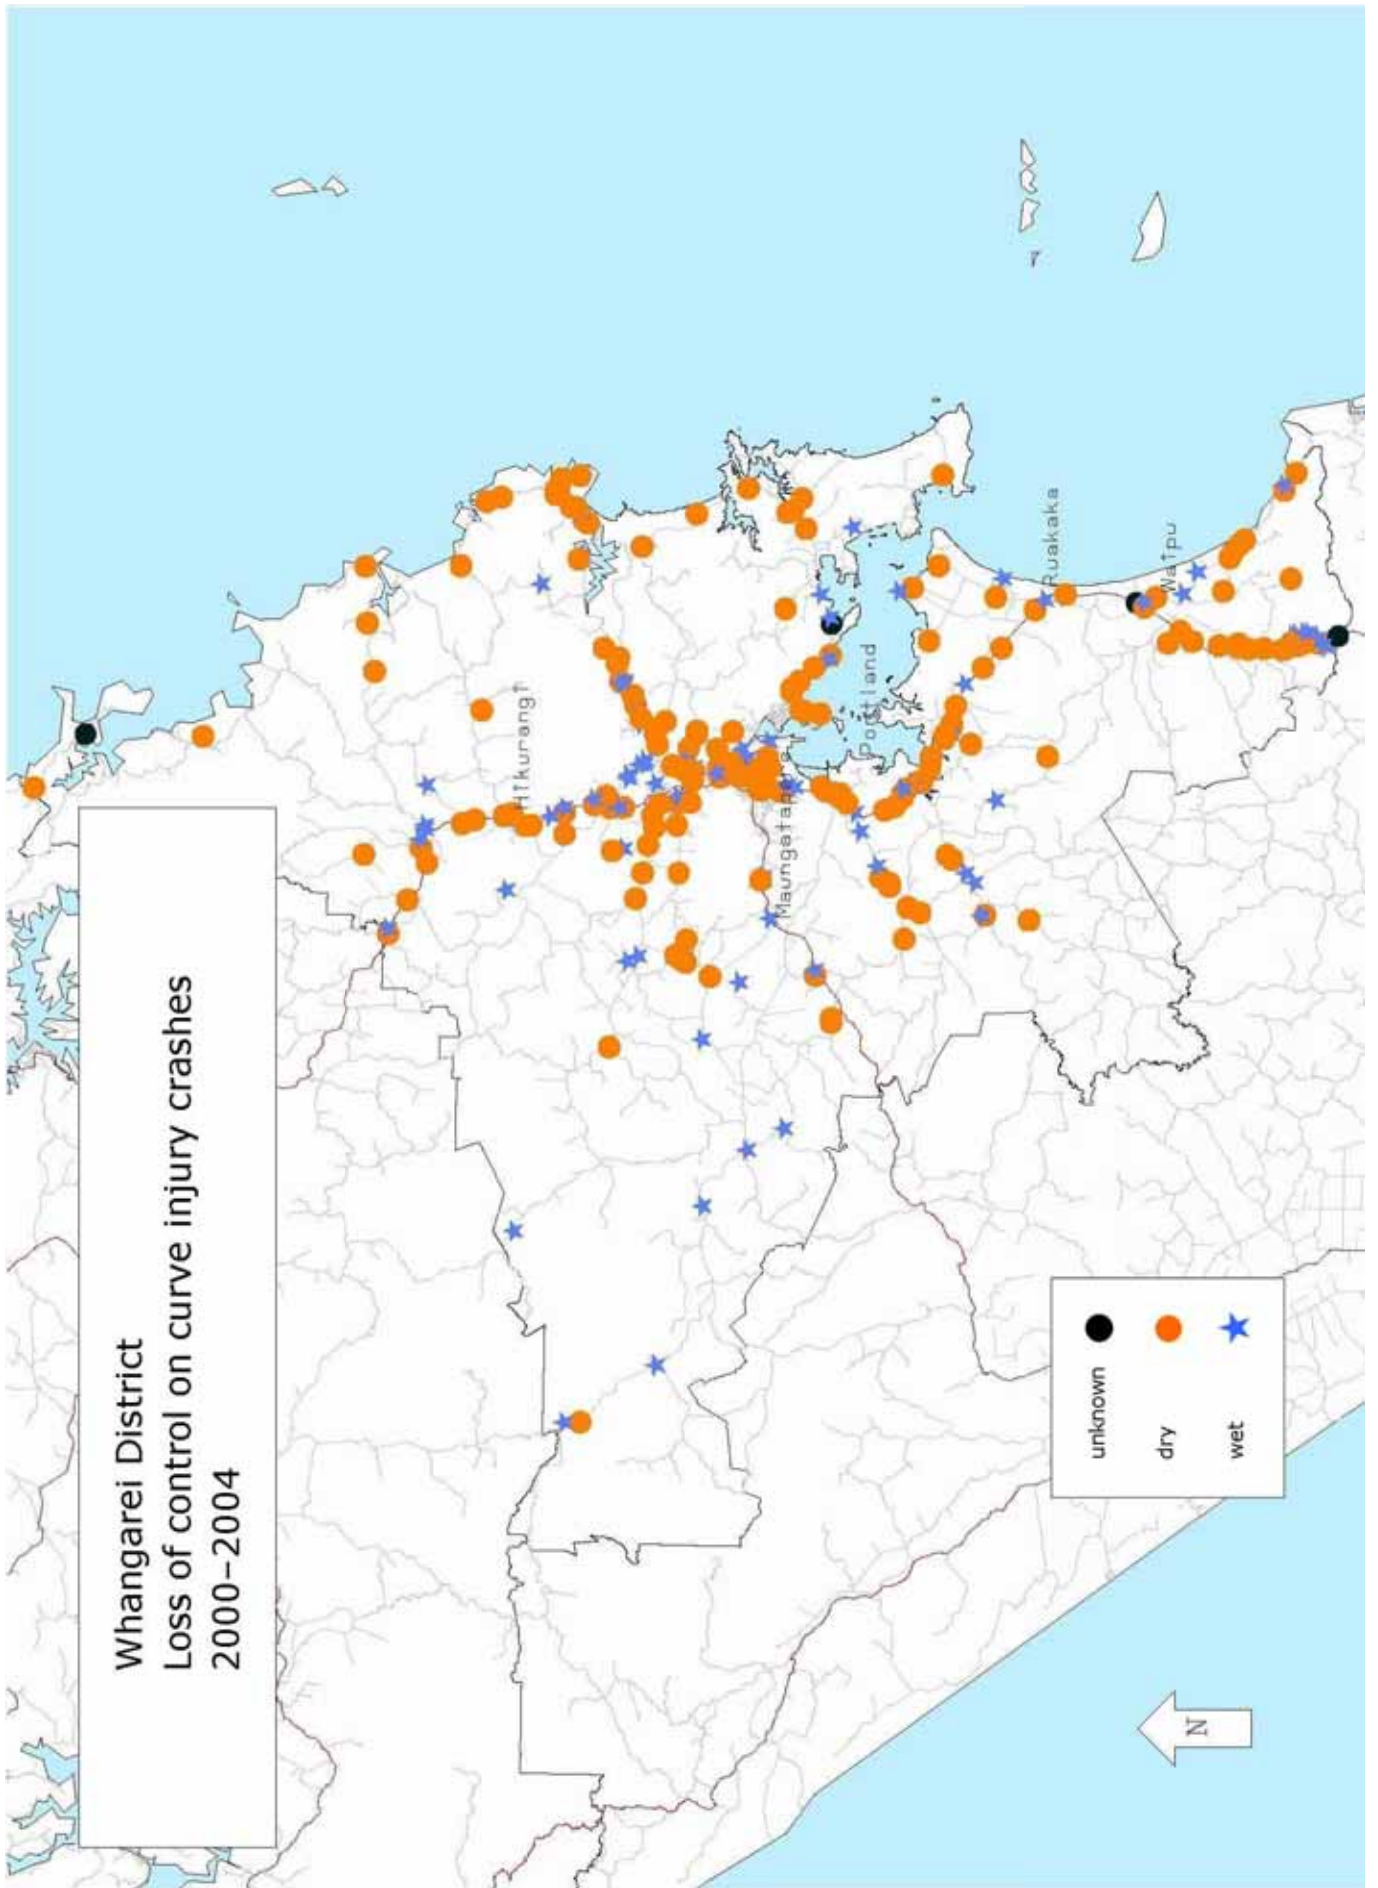 Whangarei District
Loss of control on curve injury crashes
2000–2004
Hikurangi
Maungatapere
Portland
Ruakaka
Waipu
unknown
dry
wet
N